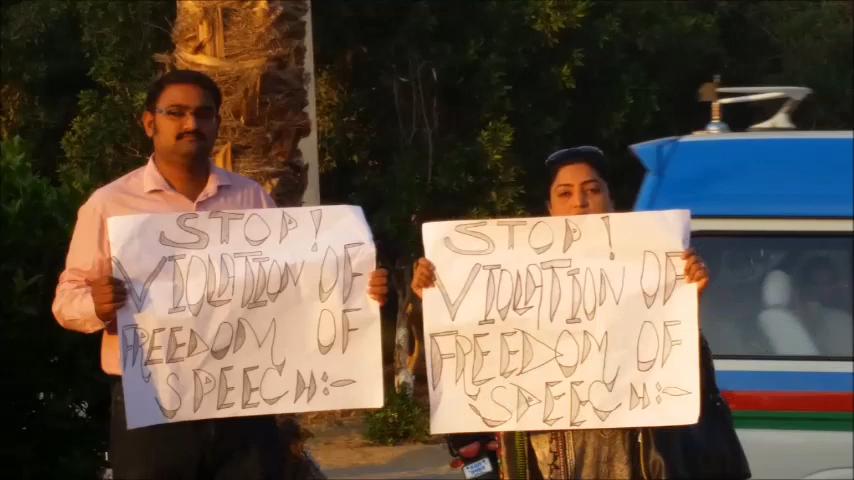 STOP!
VIOLATION OF
FREEDOM OF
SPEECH:-
STOP!
VIOLATION OF
FREEDOM OF
SPEECH:-